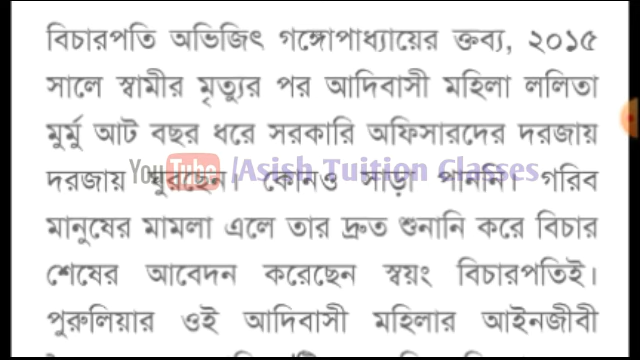 বিচারপতি অভিজিৎ গঙ্গোপাধ্যায়ের ক্তব্য, ২০১৫
সালে স্বামীর মৃত্যুর পর আদিবাসী মহিলা ললিতা
মুর্মু আট বছর ধরে সরকারি অফিসারদের দরজায়
দরজায় ঘুরছেন। কোনও সাড়া পাননি। গরিব
YouTube /Asish Tuition Classes
মানুষের মামলা এলে তার দ্রুত শুনানি করে বিচার
শেষের আবেদন করেছেন স্বয়ং বিচারপতিই।
পুরুলিয়ার ওই আদিবাসী মহিলার আইনজীবী